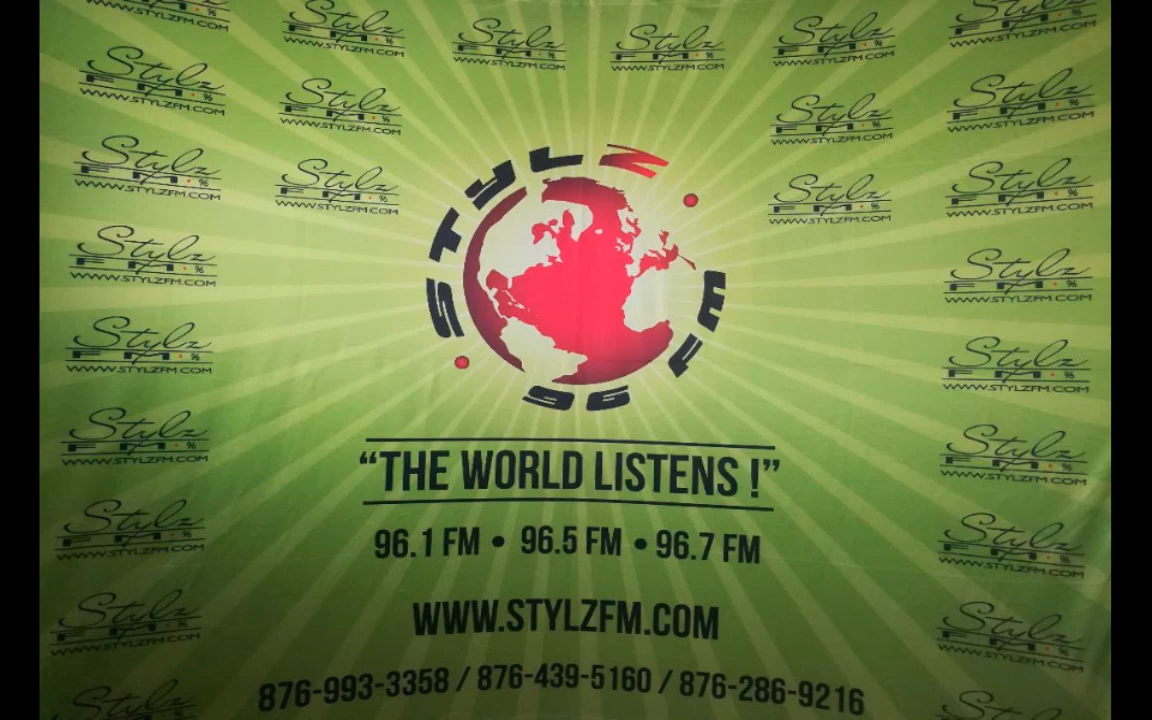 STYLZ
FM
96
“THE WORLD LISTENS !”
96.1 FM • 96.5 FM • 96.7 FM
WWW.STYLZFM.COM
876-993-3358 / 876-439-5160 / 876-286-9216
Stylz
FM 96
WWW.STYLZFM.COM